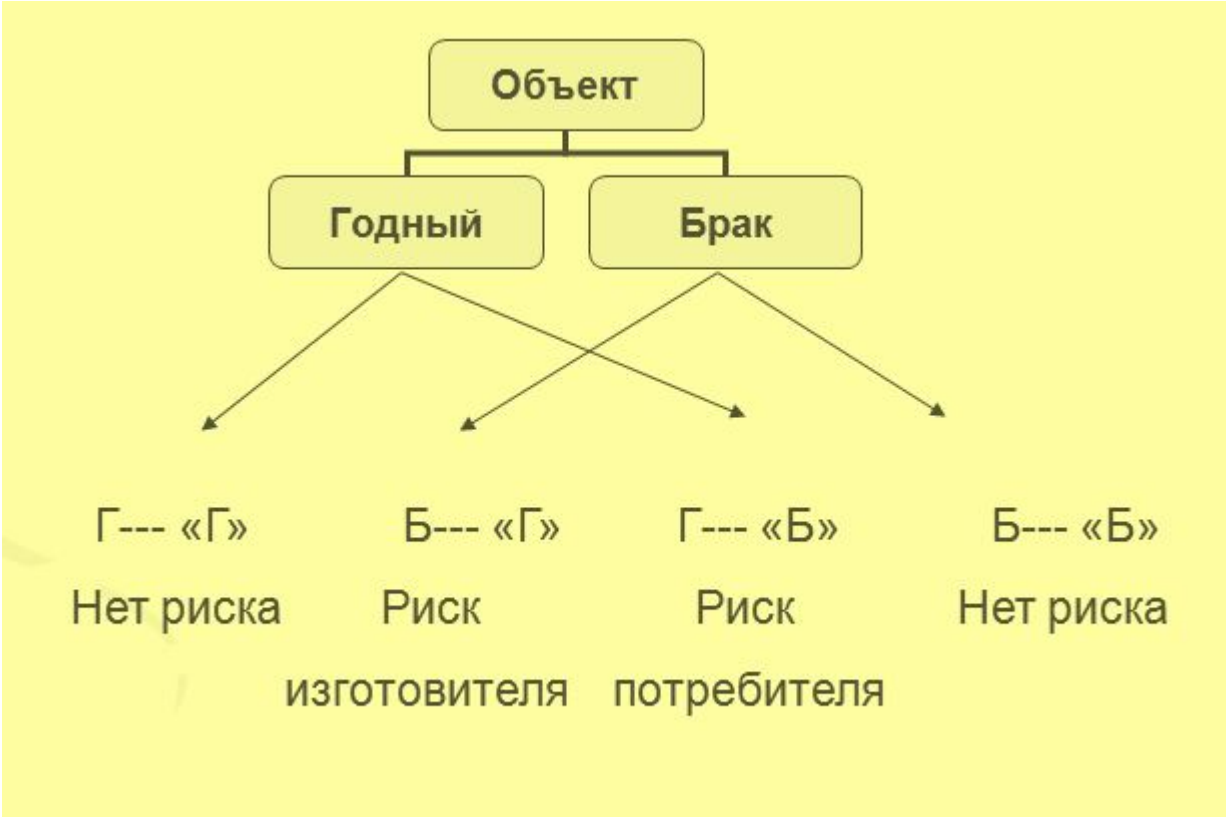 Объект
Годный Брак
Г--- «Г» Б--- «Г» Г--- «Б» Б--- «Б»
Нет риска Риск Риск Нет риска
изготовителя потребителя